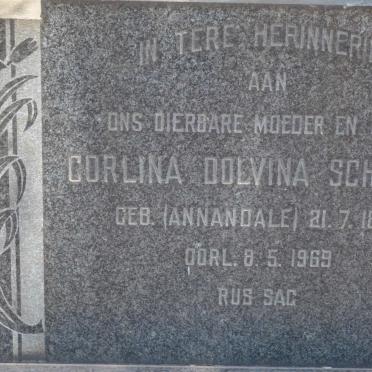 IN TERE HERINNERI
AAN
ONS DIERBARE MOEDER EN
CORLINA DOLVINA SCH
GEB. (ANNANDALE) 21.7.18
OORL. 8.5.1969
RUS SAG